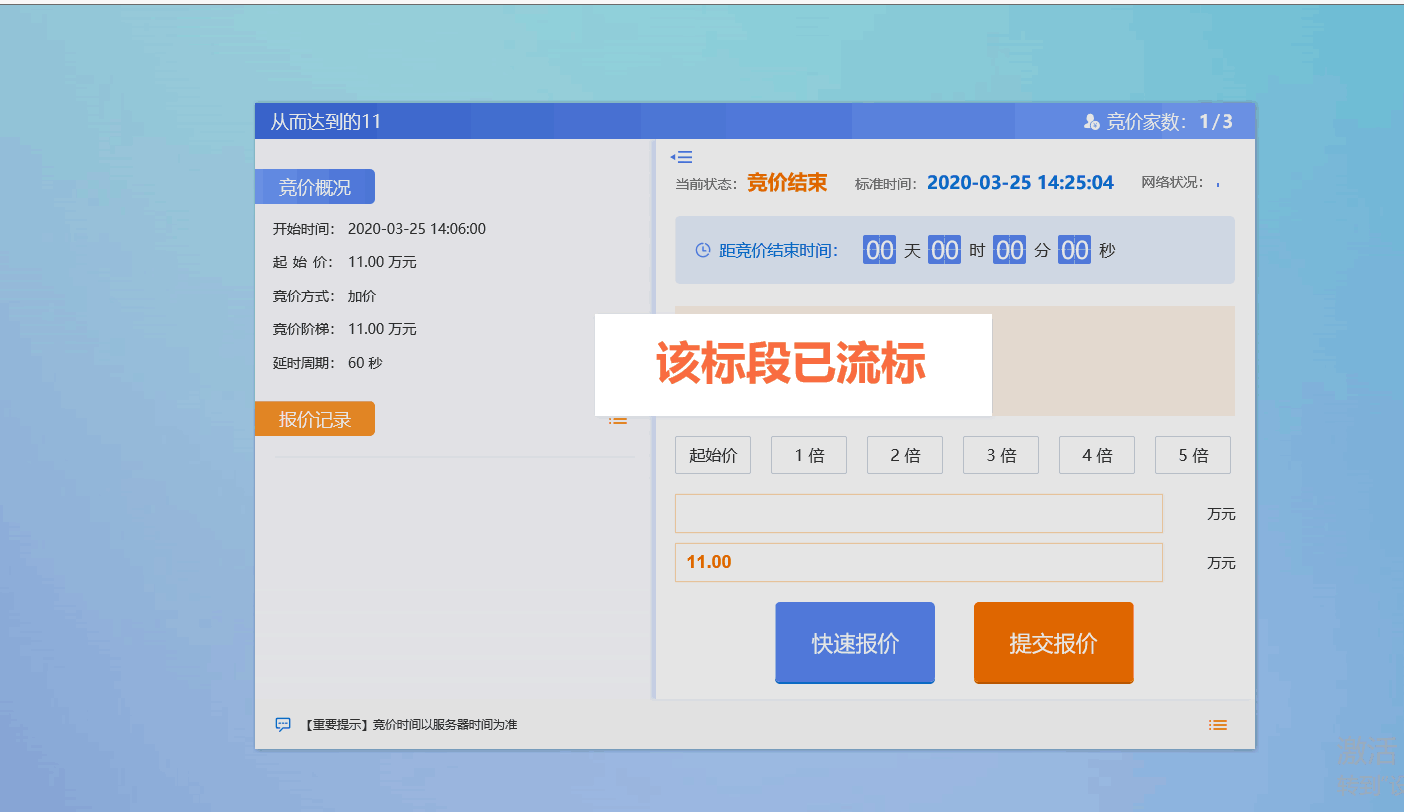 从而达到的11
竞价家数： 1/3
竞价概况
开始时间： 2020-03-25 14:06:00
起 始 价： 11.00 万元
竞价方式： 加价
竞价阶梯： 11.00 万元
延时周期： 60 秒
报价记录
当前状态： 竞价结束 标准时间： 2020-03-25 14:25:04 网络状况：
距竞价结束时间： 00 天 00 时 00 分 00 秒
该标段已流标
起始价 1 倍 2 倍 3 倍 4 倍 5 倍
万元
11.00 万元
快速报价 提交报价
【重要提示】竞价时间以服务器时间为准
激活